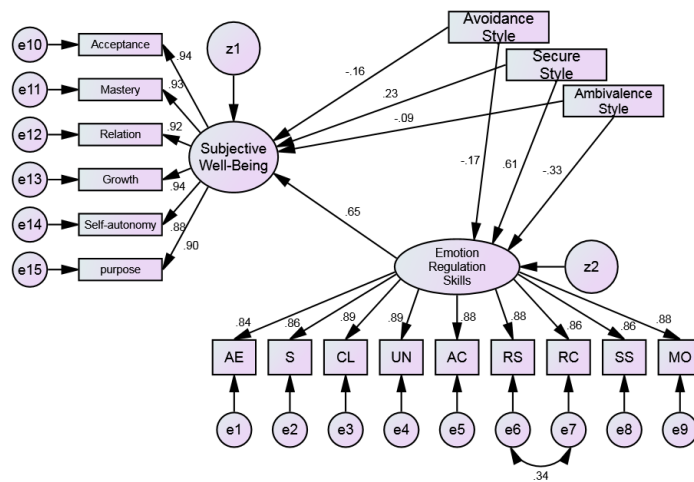 e10
Acceptance
.94
z1
Avoidance
Style
e11
Mastery
.93
-.16
Secure
Style
e12
Relation
.92
.23
Ambivalence
Style
-.09
e13
Growth
.94
Subjective
Well-Being
-.17
.61
-.33
e14
Self-autonomy
.88
.65
e15
purpose
.90
Emotion
Regulation
Skills
z2
.84
.86
.89
.89
.88
.88
.86
.86
.88
AE
S
CL
UN
AC
RS
RC
SS
MO
e1
e2
e3
e4
e5
e6
e7
e8
e9
.34